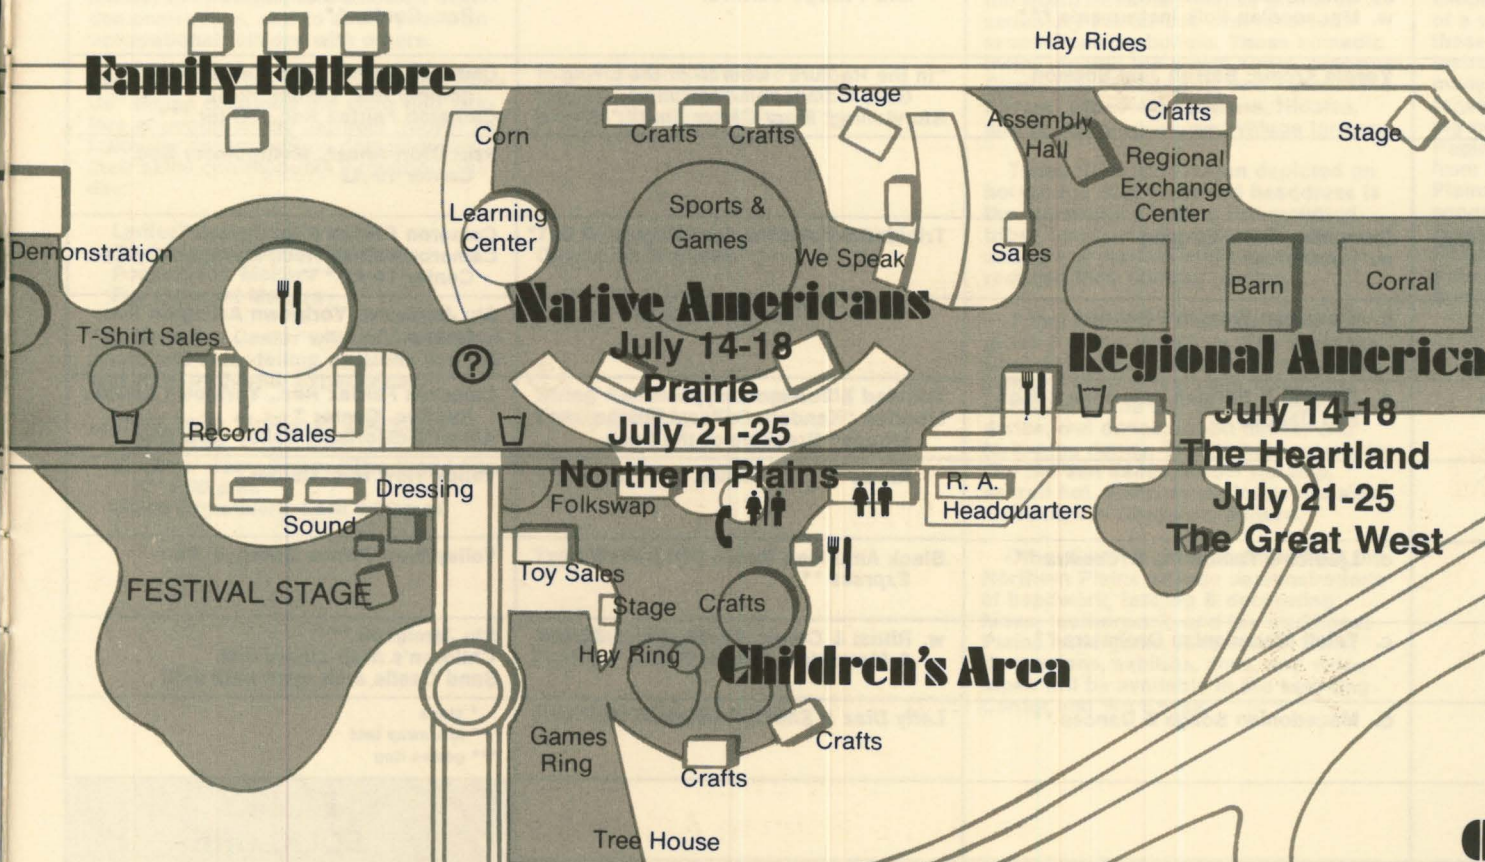 Hay Rides
Family Folklore
Stage
Corn
Crafts
Crafts
Assembly
Hall
Crafts
Stage
Regional
Exchange
Center
Learning
Center
Sports &
Games
We Speak
Sales
Demonstration
Barn
Corral
Native Americans
July 14-18
Prairie
July 21-25
Northern Plains
T-Shirt Sales
?
Record Sales
Regional America
July 14-18
The Heartland
July 21-25
The Great West
Dressing
Sound
FESTIVAL STAGE
Folkswap
R. A.
Headquarters
Toy Sales
Stage
Crafts
Hay Ring
Children's Area
Games
Ring
Crafts
Crafts
Tree House